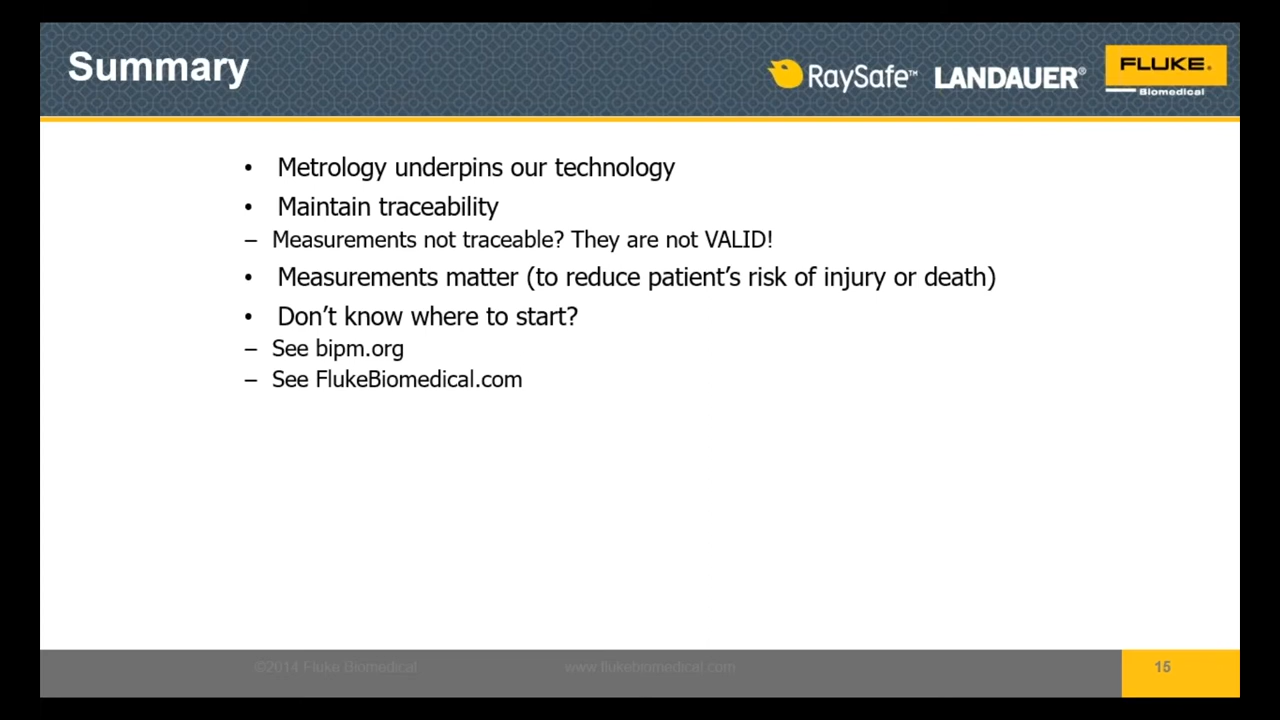 Summary
RaySafe™ LANDAUER® FLUKE®
Biomedical
• Metrology underpins our technology
• Maintain traceability
– Measurements not traceable? They are not VALID!
• Measurements matter (to reduce patient’s risk of injury or death)
• Don’t know where to start?
– See bipm.org
– See FlukeBiomedical.com
©2014 Fluke Biomedical www.flukebiomedical.com 15